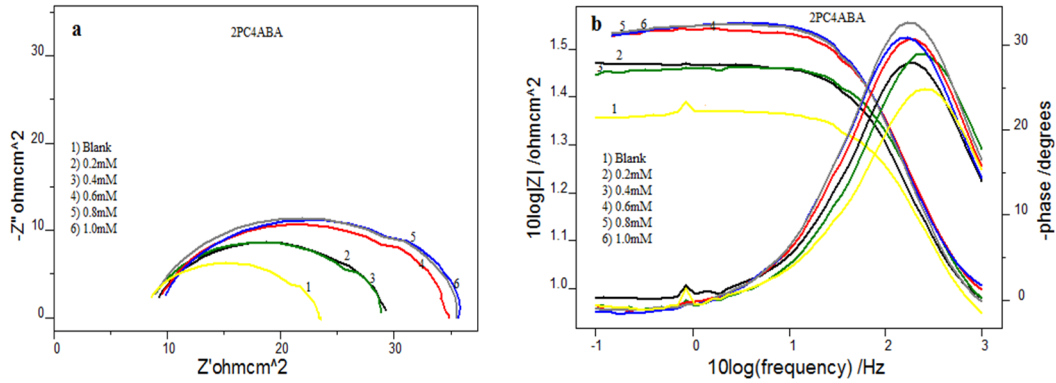 a
2PC4ABA
-Z'' ohmcm^2
30
20
10
0
1) Blank
2) 0.2mM
3) 0.4mM
4) 0.6mM
5) 0.8mM
6) 1.0mM
1
2
3
4
5
6
0
10
20
30
Z'ohmcm^2
b
2PC4ABA
10log|Z| /ohmcm^2
1.5
1.4
1.3
1.2
1.1
1.0
5
6
4
2
3
1
1) Blank
2) 0.2mM
3) 0.4mM
4) 0.6mM
5) 0.8mM
6) 1.0mM
-phase /degrees
30
20
10
0
-1
0
1
2
3
10log(frequency) /Hz